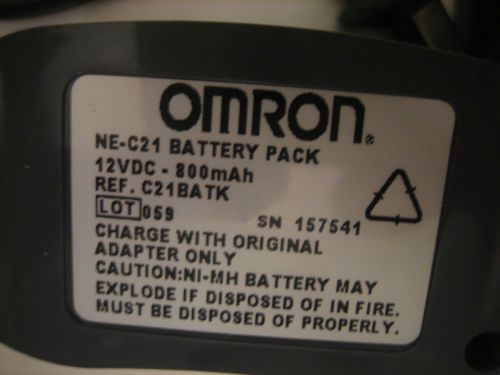 OMRON®
NE-C21 BATTERY PACK
12VDC - 800mAh
REF. C21BATK
LOT 059
SN 157541
CHARGE WITH ORIGINAL
ADAPTER ONLY
CAUTION:NI-MH BATTERY MAY
EXPLODE IF DISPOSED OF IN FIRE.
MUST BE DISPOSED OF PROPERLY.